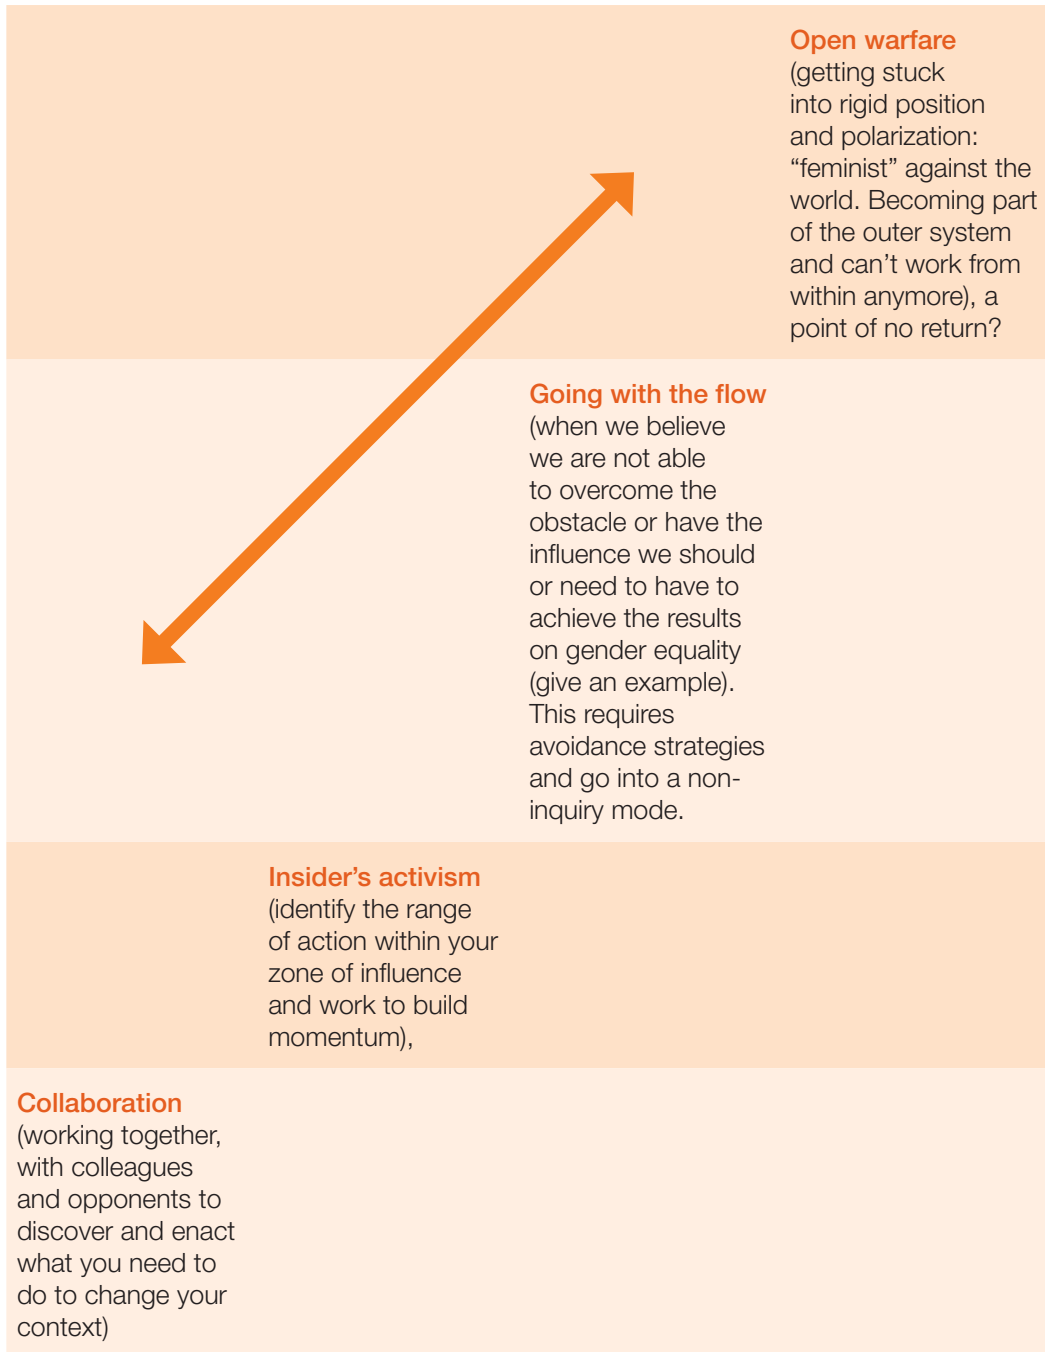 Open warfare
(getting stuck
into rigid position
and polarization:
“feminist” against the
world. Becoming part
of the outer system
and can’t work from
within anymore), a
point of no return?
Going with the flow
(when we believe
we are not able
to overcome the
obstacle or have the
influence we should
or need to have to
achieve the results
on gender equality
(give an example).
This requires
avoidance strategies
and go into a non-
inquiry mode.
Insider’s activism
(identify the range
of action within your
zone of influence
and work to build
momentum),
Collaboration
(working together,
with colleagues
and opponents to
discover and enact
what you need to
do to change your
context)